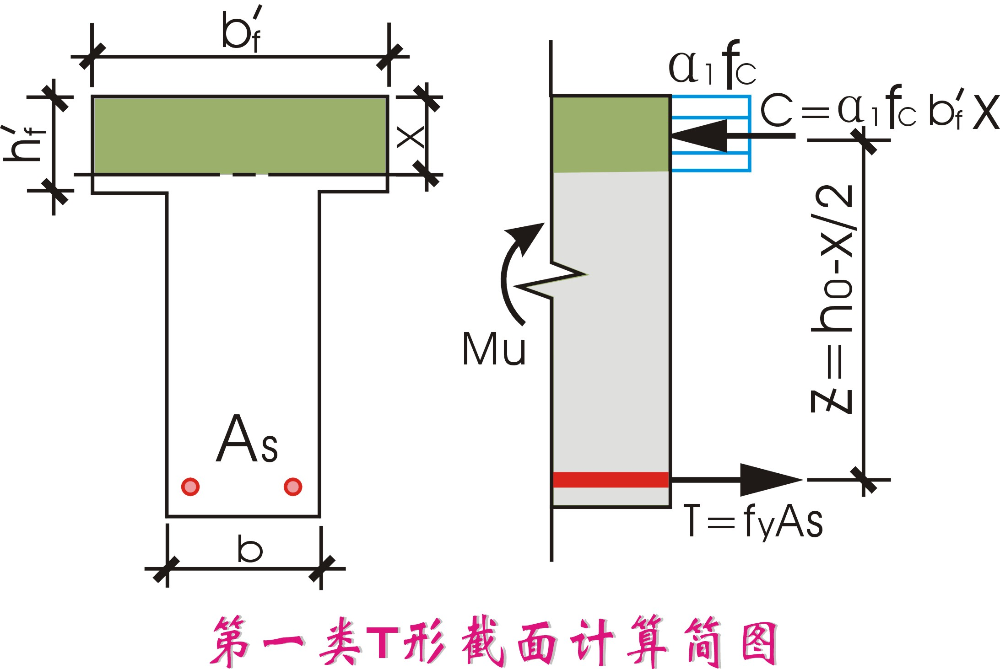 b′f
h′f
x
As
b
Mu
α1fc
C=α1fcb′fx
z=h0-x/2
T=fyAs
第一类T形截面计算简图